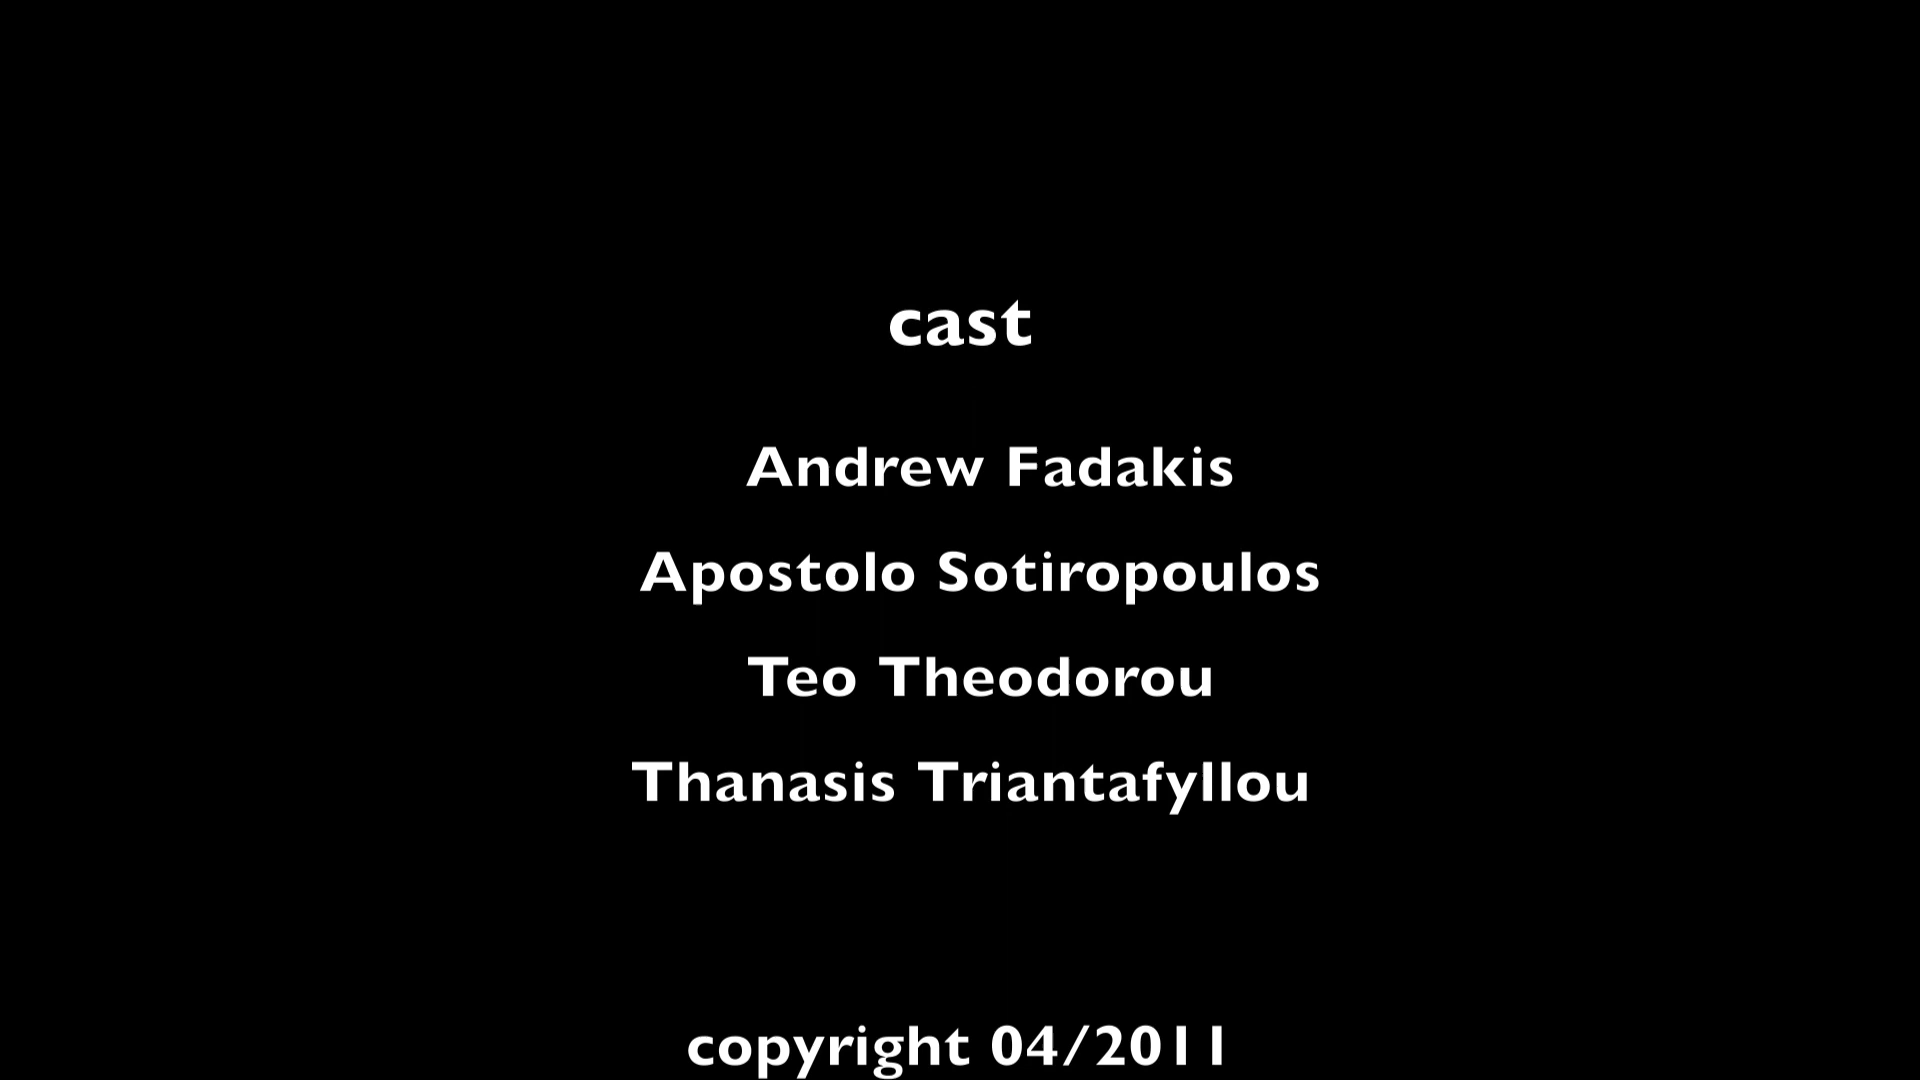 cast
Andrew Fadakis
Apostolo Sotiropoulos
Teo Theodorou
Thanasis Triantafyllou
copyright 04/2011